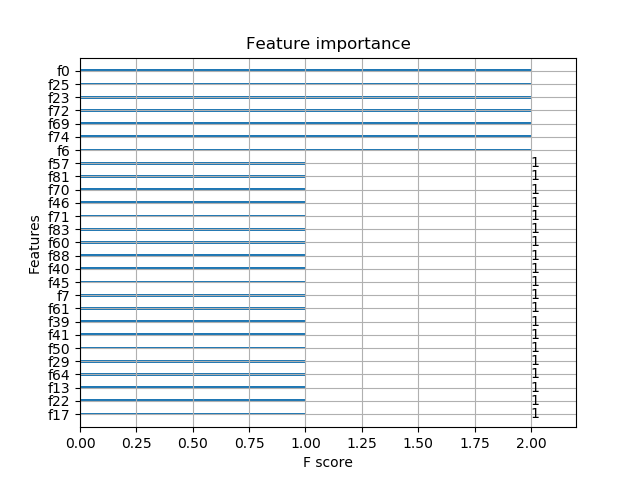 Feature importance
f0
f25
f23
f72
f69
f74
f6
f57 1
f81 1
f70 1
f46 1
f71 1
f83 1
f60 1
f88 1
f40 1
f45 1
f7 1
f61 1
f39 1
f41 1
f50 1
f29 1
f64 1
f13 1
f22 1
f17 1
Features
0.00 0.25 0.50 0.75 1.00 1.25 1.50 1.75 2.00
F score